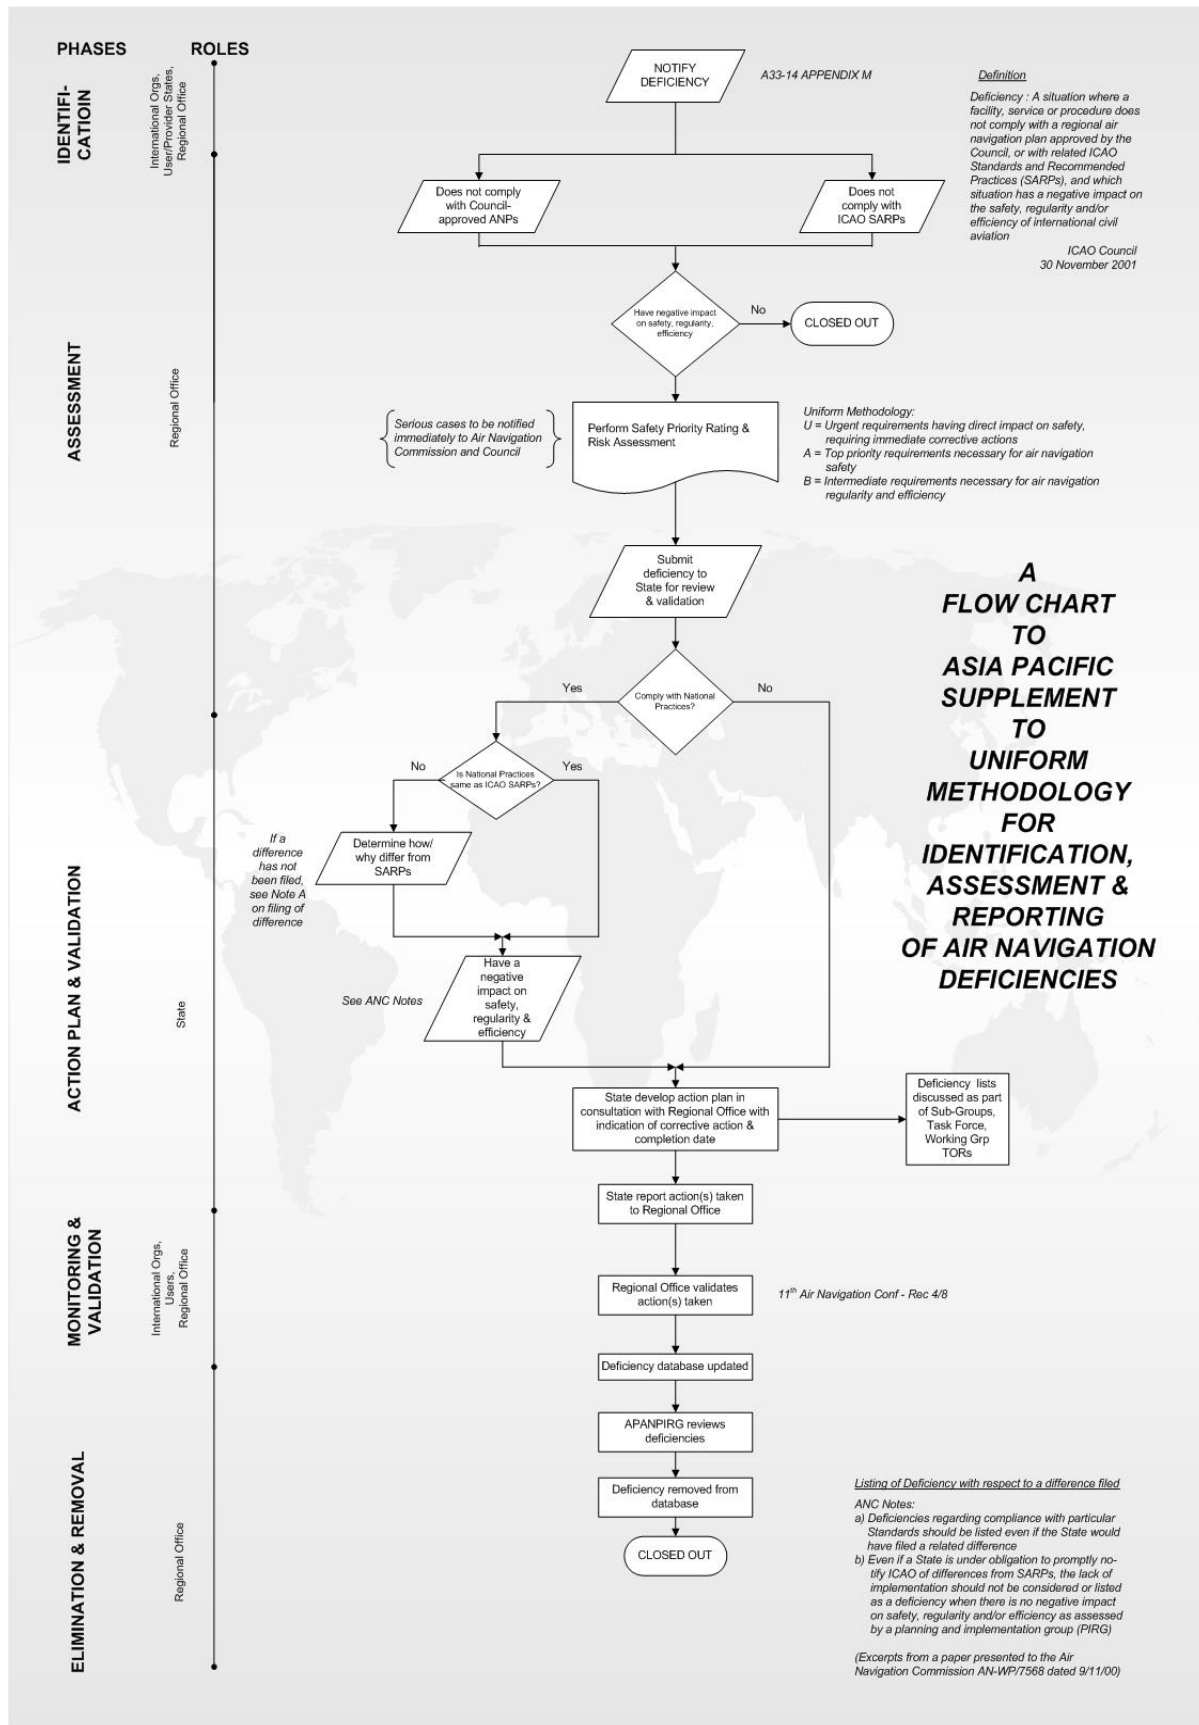 PHASES
ROLES
IDENTIFI-
CATIOIN
International Orgs,
User/Provider States,
Regional Office
NOTIFY
DEFICIENCY
A33-14 APPENDIX M
Definition
Deficiency : A situation where a
facility, service or procedure does
not comply with a regional air
navigation plan approved by the
Council, or with related ICAO
Standards and Recommended
Practices (SARPs), and which
situation has a negative impact on
the safety, regularity and/or
efficiency of international civil
aviation
ICAO Council
30 November 2001
Does not comply
with Council-
approved ANPs
Does not
comply with
ICAO SARPs
ASSESSMENT
Regional Office
Have negative impact
on safety, regularity,
efficiency
No
CLOSED OUT
Serious cases to be notified
immediately to Air Navigation
Commission and Council
Perform Safety Priority Rating &
Risk Assessment
Uniform Methodology:
U = Urgent requirements having direct impact on safety,
requiring immediate corrective actions
A = Top priority requirements necessary for air navigation
safety
B = Intermediate requirements necessary for air navigation
regularity and efficiency
Submit
deficiency to
State for review
& validation
A
FLOW CHART
TO
ASIA PACIFIC
SUPPLEMENT
TO
UNIFORM
METHODOLOGY
FOR
IDENTIFICATION,
ASSESSMENT &
REPORTING
OF AIR NAVIGATION
DEFICIENCIES
Yes
Comply with National
Practices?
No
ACTION PLAN & VALIDATION
State
No
Is National Practices
same as ICAO SARPs?
Yes
If a
difference
has not
been filed,
see Note A
on filing of
difference
Determine how/
why differ from
SARPs
See ANC Notes
Have a
negative
impact on
safety,
regularity &
efficiency
State develop action plan in
consultation with Regional Office with
indication of corrective action &
completion date
Deficiency lists
discussed as part
of Sub-Groups,
Task Force,
Working Grp
TORs
State report action(s) taken
to Regional Office
MONITORING &
VALIDATION
International Orgs,
Users,
Regional Office
Regional Office validates
action(s) taken
11th Air Navigation Conf - Rec 4/8
Deficiency database updated
ELIMINATION & REMOVAL
Regional Office
APANPIRG reviews
deficiencies
Deficiency removed from
database
CLOSED OUT
Listing of Deficiency with respect to a difference filed
ANC Notes:
a) Deficiencies regarding compliance with particular
Standards should be listed even if the State would
have filed a related difference
b) Even if a State is under obligation to promptly no-
tify ICAO of differences from SARPs, the lack of
implementation should not be considered or listed
as a deficiency when there is no negative impact
on safety, regularity and/or efficiency as assessed
by a planning and implementation group (PIRG)
(Excerpts from a paper presented to the Air
Navigation Commission AN-WP/7568 dated 9/11/00)